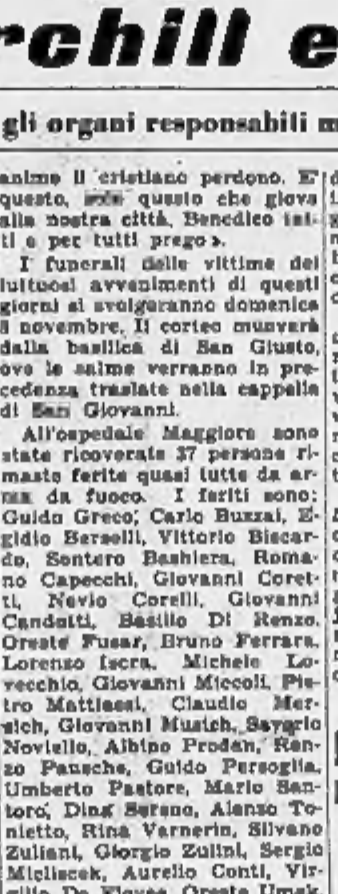 rchill e
gli organi responsabili m
anime il cristiano perdono. E'
questo, solo questo che giova
alla nostra città. Benedico tut-
ti e per tutti prego».
I funerali delle vittime dei
luttuosi avvenimenti di questi
giorni si svolgeranno domenica
8 novembre. Il corteo muoverà
dalla basilica di San Giusto,
ove le salme verranno in pre-
cedenza traslate nella cappella
di San Giovanni.
All'ospedale Maggiore sono
state ricoverate 37 persone ri-
maste ferite quasi tutte da ar-
ma da fuoco. I feriti sono:
Guido Greco, Carlo Buzzai, E-
gidio Berselli, Vittorio Biscar-
do, Sontero Bashiera, Roma-
no Capecchi, Giovanni Coret-
ti, Nevio Corelli, Giovanni
Candotti, Basilio Di Renzo,
Oreste Fusar, Bruno Ferrara,
Lorenzo Iscra, Michele Lo-
vecchio, Giovanni Miccoli, Pie-
tro Mattiassi, Claudio Mer-
sich, Giovanni Musich, Saverio
Noviello, Albino Prodan, Ren-
zo Pausche, Guido Persoglia,
Umberto Pastore, Mario San-
toro, Dina Serano, Alenzo To-
nietto, Rina Varnerin, Silvano
Zuliani, Giorgio Zulini, Sergio
Micliscek, Aurelio Conti, Vir-
De Oreste